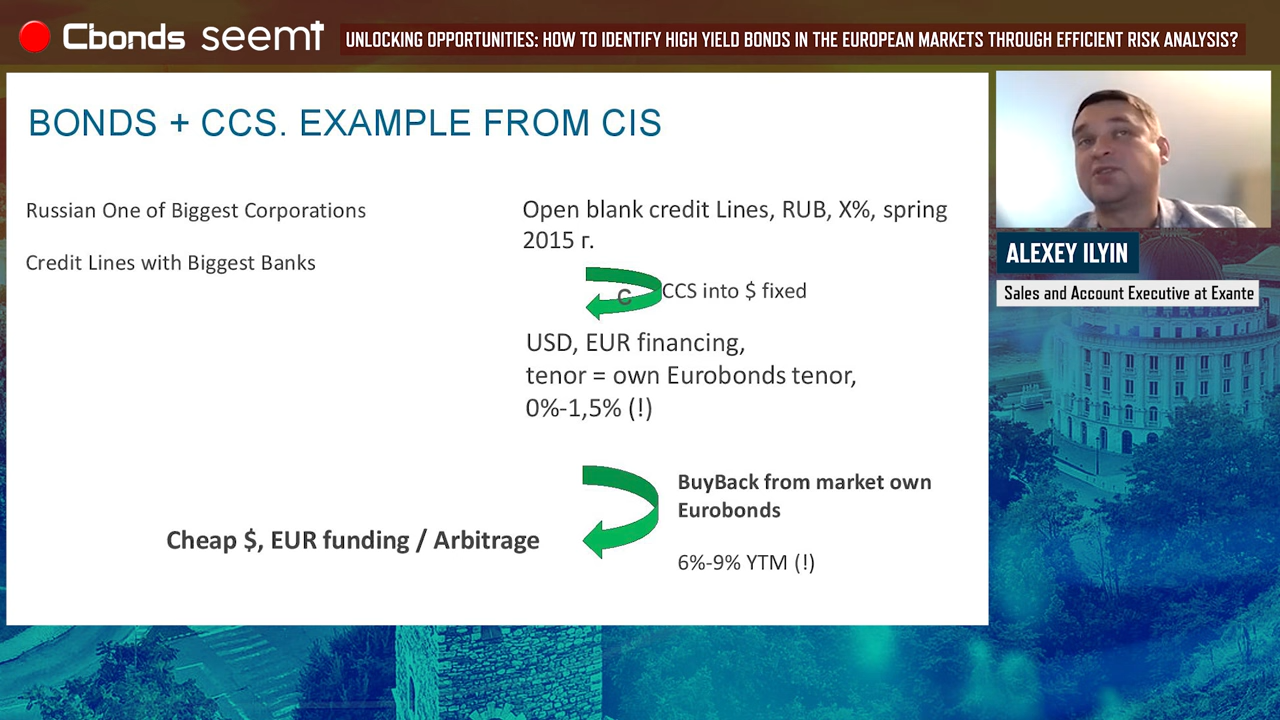 Cbonds seemt UNLOCKING OPPORTUNITIES: HOW TO IDENTIFY HIGH YIELD BONDS IN THE EUROPEAN MARKETS THROUGH EFFICIENT RISK ANALYSIS?
BONDS + CCS. EXAMPLE FROM CIS
Russian One of Biggest Corporations
Credit Lines with Biggest Banks
Open blank credit Lines, RUB, X%, spring
2015 г.
C
CCS into $ fixed
USD, EUR financing,
tenor = own Eurobonds tenor,
0%-1,5% (!)
BuyBack from market own
Eurobonds
Cheap $, EUR funding / Arbitrage
6%-9% YTM (!)
ALEXEY ILYIN
Sales and Account Executive at Exante